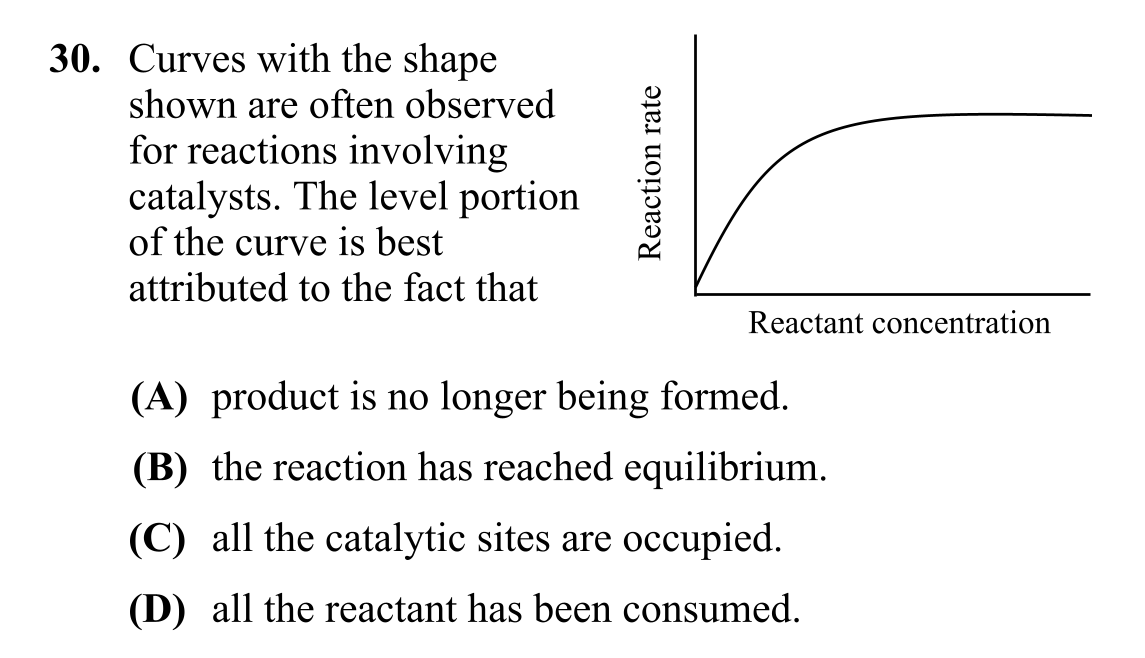 30. Curves with the shape
shown are often observed
for reactions involving
catalysts. The level portion
of the curve is best
attributed to the fact that
Reaction rate
Reactant concentration
(A) product is no longer being formed.
(B) the reaction has reached equilibrium.
(C) all the catalytic sites are occupied.
(D) all the reactant has been consumed.